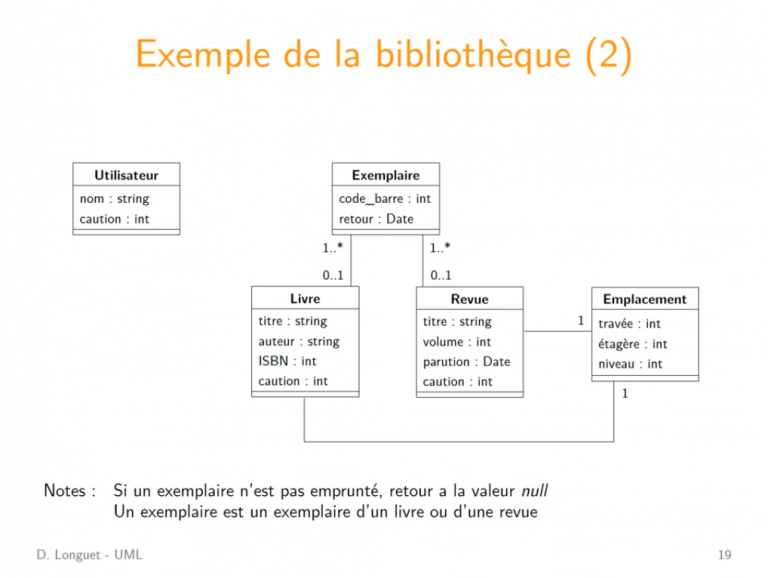 Exemple de la bibliothèque (2)
Utilisateur
nom : string
caution : int
Exemplaire
code_barre : int
retour : Date
1..*
1..*
0..1
0..1
Livre
titre : string
auteur : string
ISBN : int
caution : int
Revue
titre : string
volume : int
parution : Date
caution : int
1
Emplacement
travée : int
étagère : int
niveau : int
1
Notes : Si un exemplaire n'est pas emprunté, retour a la valeur null
Un exemplaire est un exemplaire d'un livre ou d'une revue
D. Longuet - UML
19